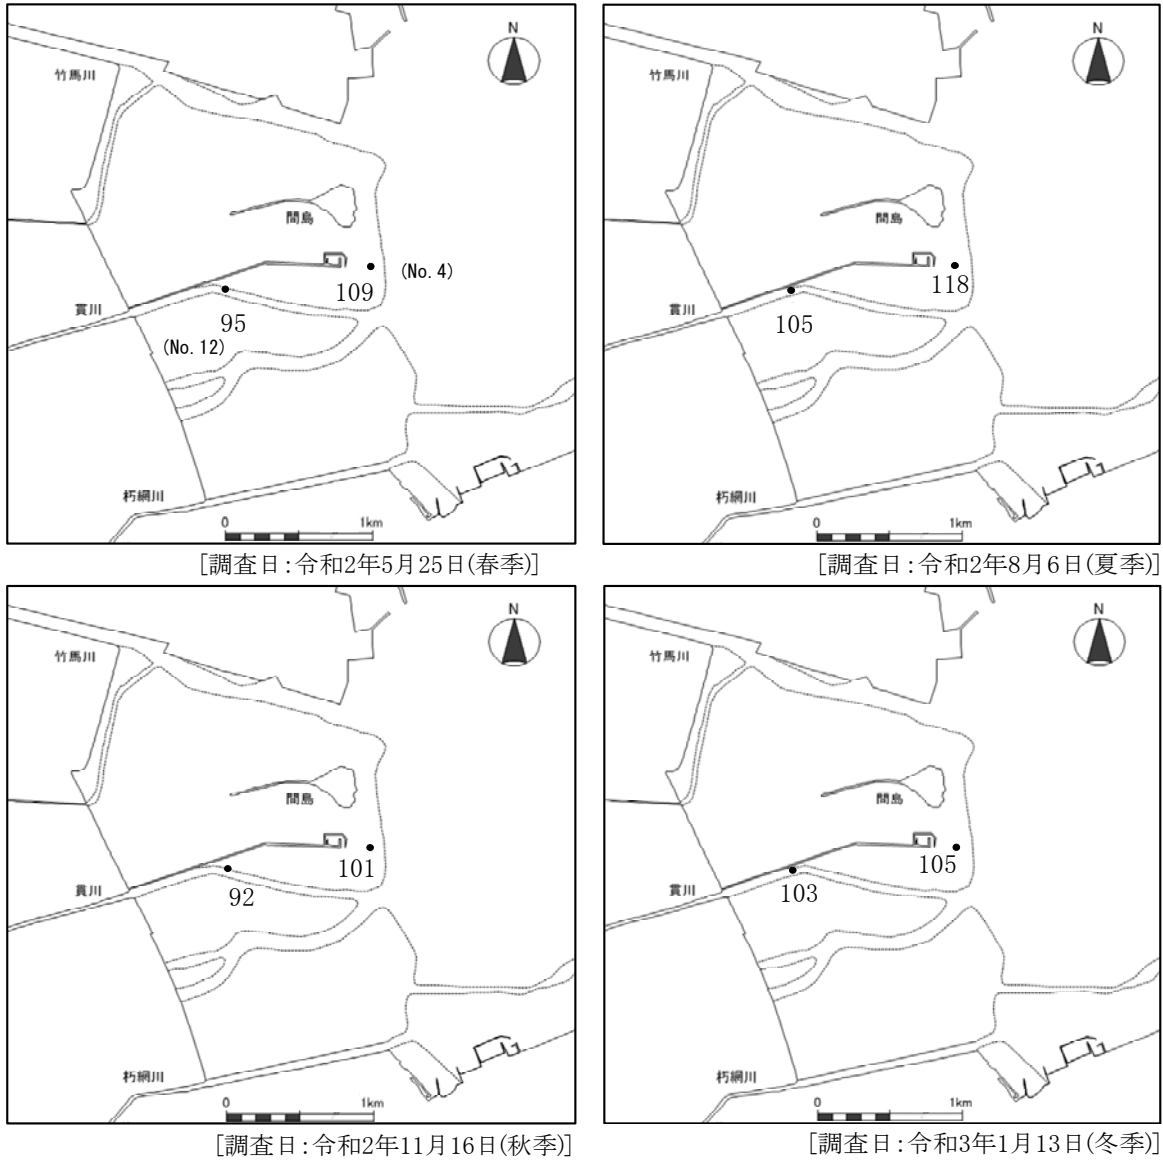 N
竹馬川
間島
(No. 4)
109
貫川
95
(No. 12)
朽網川
0 1km
[調査日:令和2年5月25日(春季)]
N
竹馬川
間島
118
貫川
105
朽網川
0 1km
[調査日:令和2年8月6日(夏季)]
N
竹馬川
間島
101
貫川
92
朽網川
0 1km
[調査日:令和2年11月16日(秋季)]
N
竹馬川
間島
105
貫川
103
朽網川
0 1km
[調査日:令和3年1月13日(冬季)]